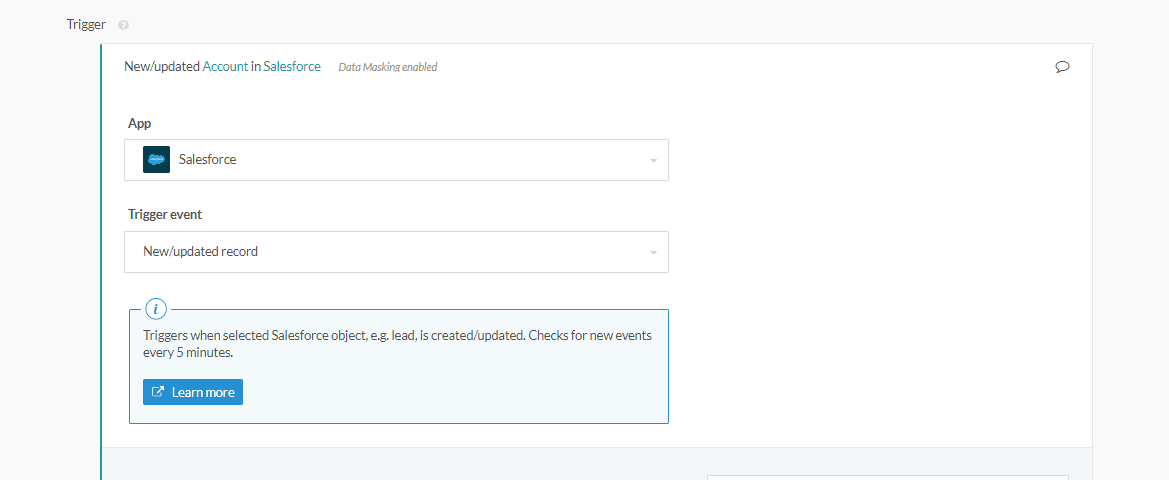 Trigger ?
New/updated Account in Salesforce Data Masking enabled
App
Salesforce
Trigger event
New/updated record
i
Triggers when selected Salesforce object, e.g. lead, is created/updated. Checks for new events
every 5 minutes.
Learn more